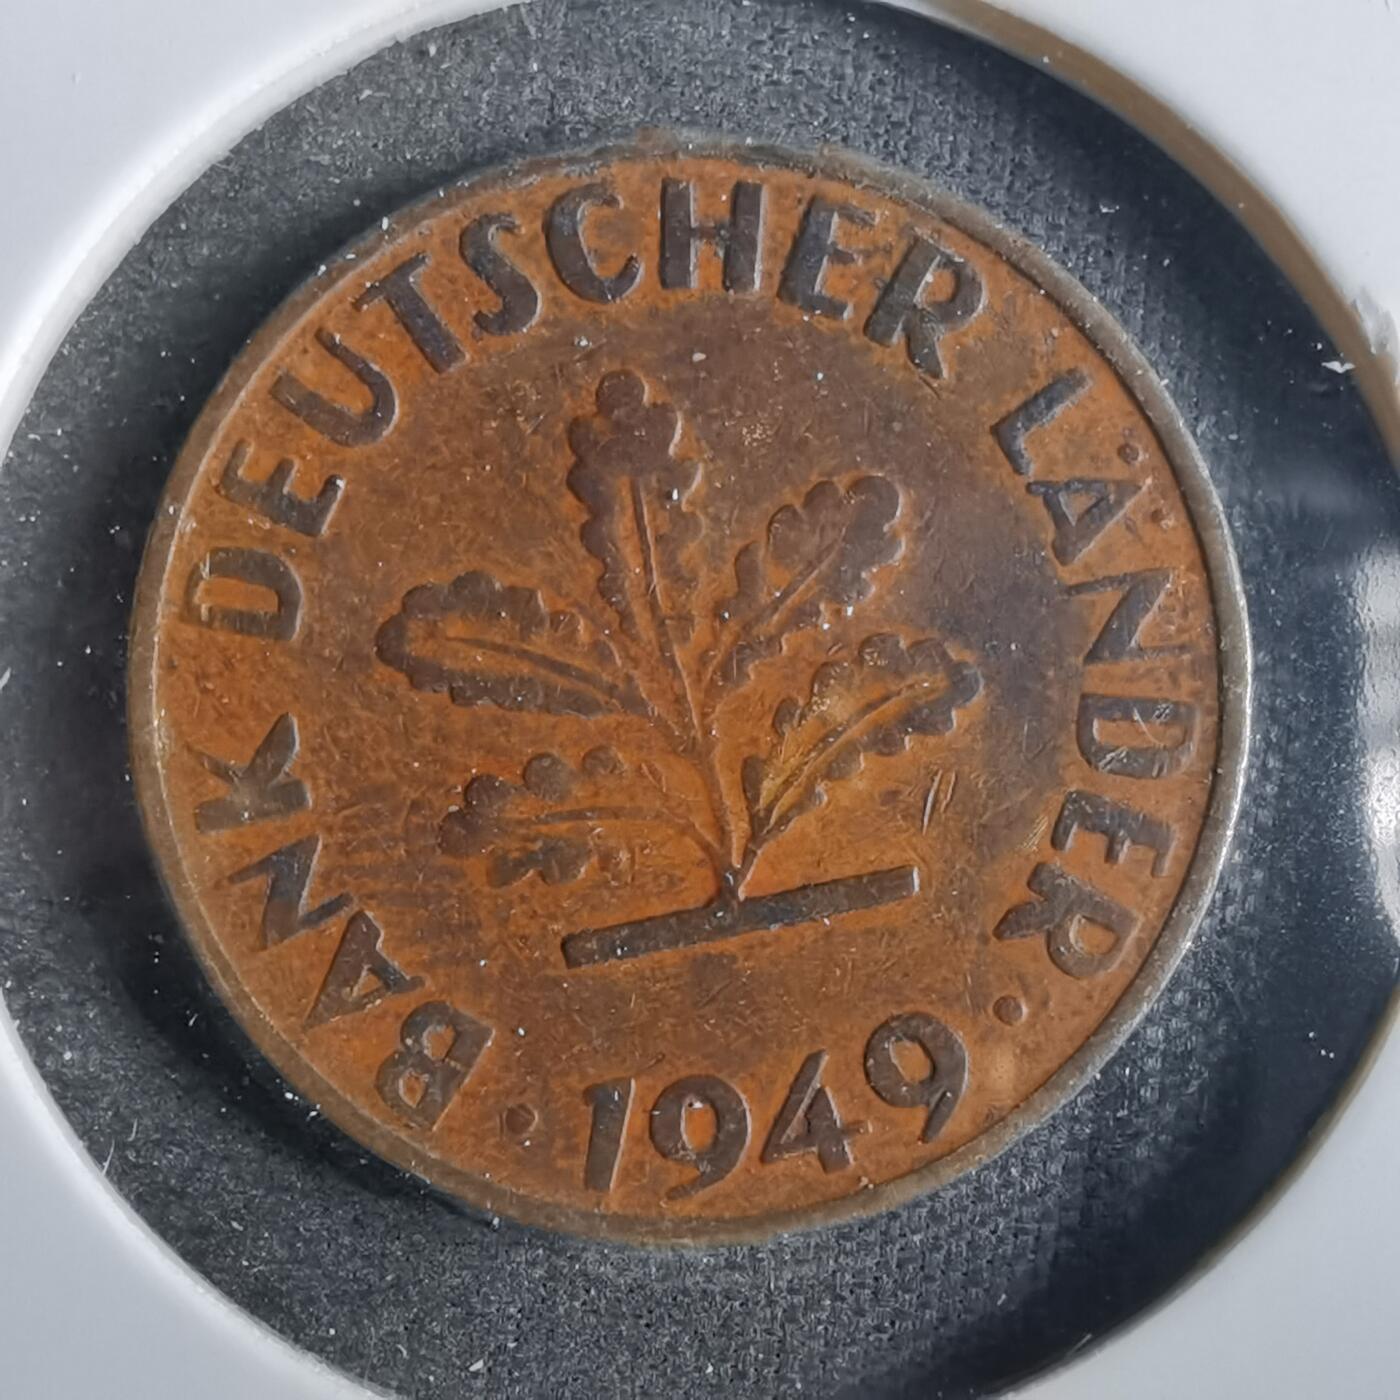 BANK DEUTSCHER LÄNDER
· 1949 ·